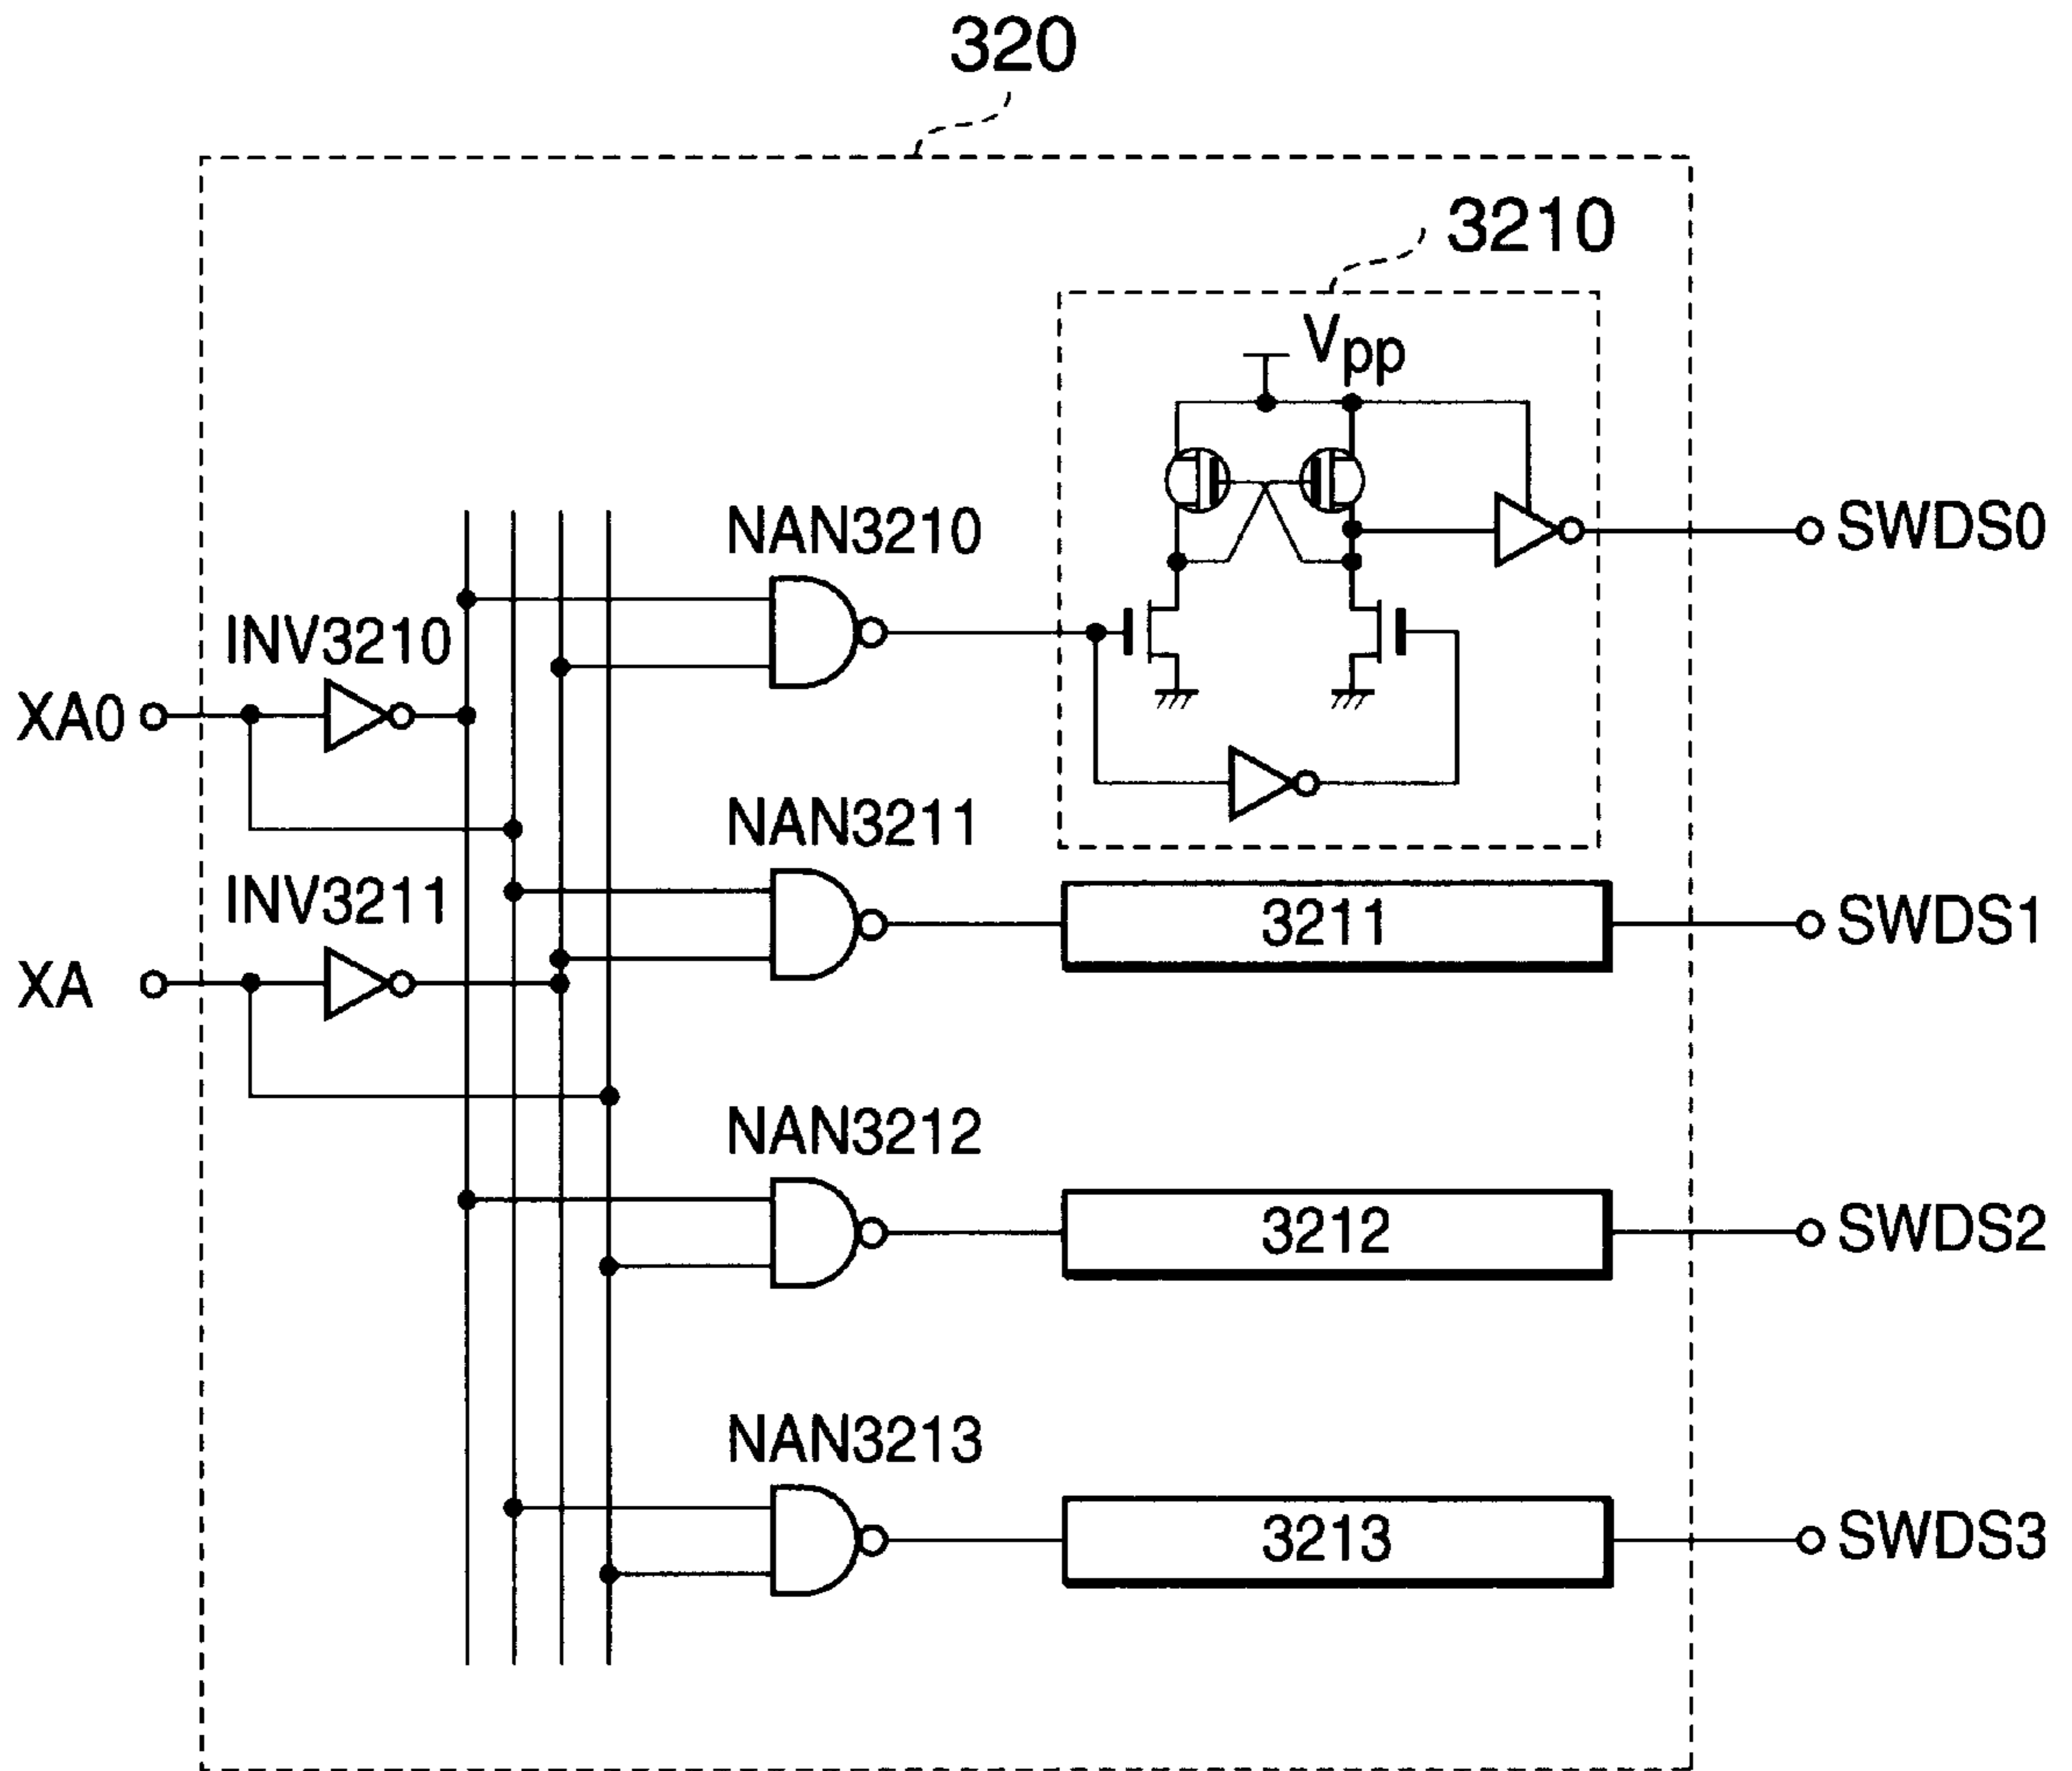 320
3210
Vpp
NAN3210
SWDS0
INV3210
XA0
NAN3211
INV3211
3211
SWDS1
XA
NAN3212
3212
SWDS2
NAN3213
3213
SWDS3